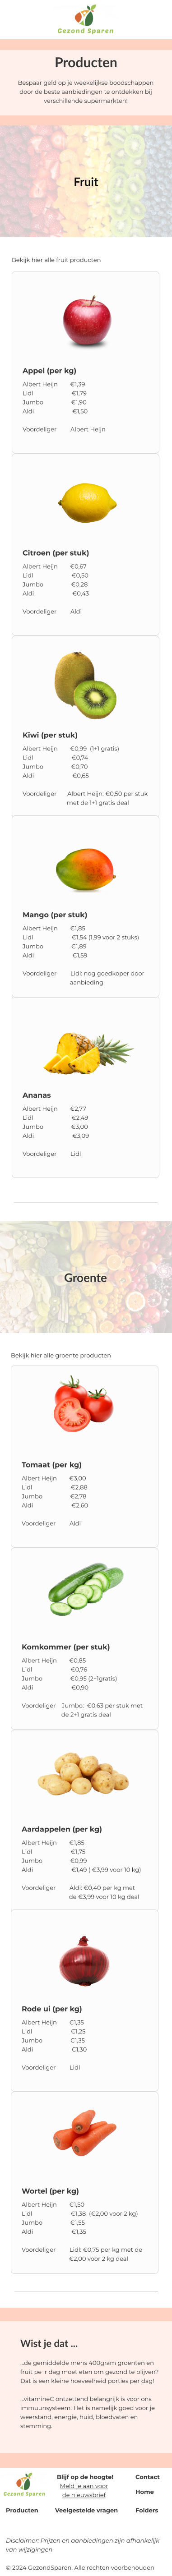 Gezond Sparen
Producten
Bespaar geld op je weekelijkse boodschappen
door de beste aanbiedingen te ontdekken bij
verschillende supermarkten!
Fruit
Bekijk hier alle fruit producten
Appel (per kg)
Albert Heijn €1,39
Lidl €1,79
Jumbo €1,90
Aldi €1,50
Voordeliger Albert Heijn
Citroen (per stuk)
Albert Heijn €0,67
Lidl €0,50
Jumbo €0,28
Aldi €0,43
Voordeliger Aldi
Kiwi (per stuk)
Albert Heijn €0,99 (1+1 gratis)
Lidl €0,74
Jumbo €0,70
Aldi €0,65
Voordeliger Albert Heijn: €0,50 per stuk
met de 1+1 gratis deal
Mango (per stuk)
Albert Heijn €1,85
Lidl €1,54 (1,99 voor 2 stuks)
Jumbo €1,89
Aldi €1,59
Voordeliger Lidl: nog goedkoper door
aanbieding
Ananas
Albert Heijn €2,77
Lidl €2,49
Jumbo €3,00
Aldi €3,09
Voordeliger Lidl
Groente
Bekijk hier alle groente producten
Tomaat (per kg)
Albert Heijn €3,00
Lidl €2,88
Jumbo €2,78
Aldi €2,60
Voordeliger Aldi
Komkommer (per stuk)
Albert Heijn €0,85
Lidl €0,76
Jumbo €0,95 (2+1gratis)
Aldi €0,90
Voordeliger Jumbo: €0,63 per stuk met
de 2+1 gratis deal
Aardappelen (per kg)
Albert Heijn €1,85
Lidl €1,75
Jumbo €0,99
Aldi €1,49 ( €3,99 voor 10 kg)
Voordeliger Aldi: €0,40 per kg met
de €3,99 voor 10 kg deal
Rode ui (per kg)
Albert Heijn €1,35
Lidl €1,25
Jumbo €1,35
Aldi €1,30
Voordeliger Lidl
Wortel (per kg)
Albert Heijn €1,50
Lidl €1,38 (€2,00 voor 2 kg)
Jumbo €1,55
Aldi €1,35
Voordeliger Lidl: €0,75 per kg met de
€2,00 voor 2 kg deal
Wist je dat ...
...de gemiddelde mens 400gram groenten en
fruit pe r dag moet eten om gezond te blijven?
Dat is een kleine hoeveelheid porties per dag!
...vitamineC ontzettend belangrijk is voor ons
immuunsysteem. Het is namelijk goed voor je
weerstand, energie, huid, bloedvaten en
stemming.
Gezond Sparen
Blijf op de hoogte!
Meld je aan voor
de nieuwsbrief
Contact
Home
Producten Veelgestelde vragen Folders
Disclaimer: Prijzen en aanbiedingen zijn afhankelijk
van wijzigingen
© 2024 GezondSparen. Alle rechten voorbehouden